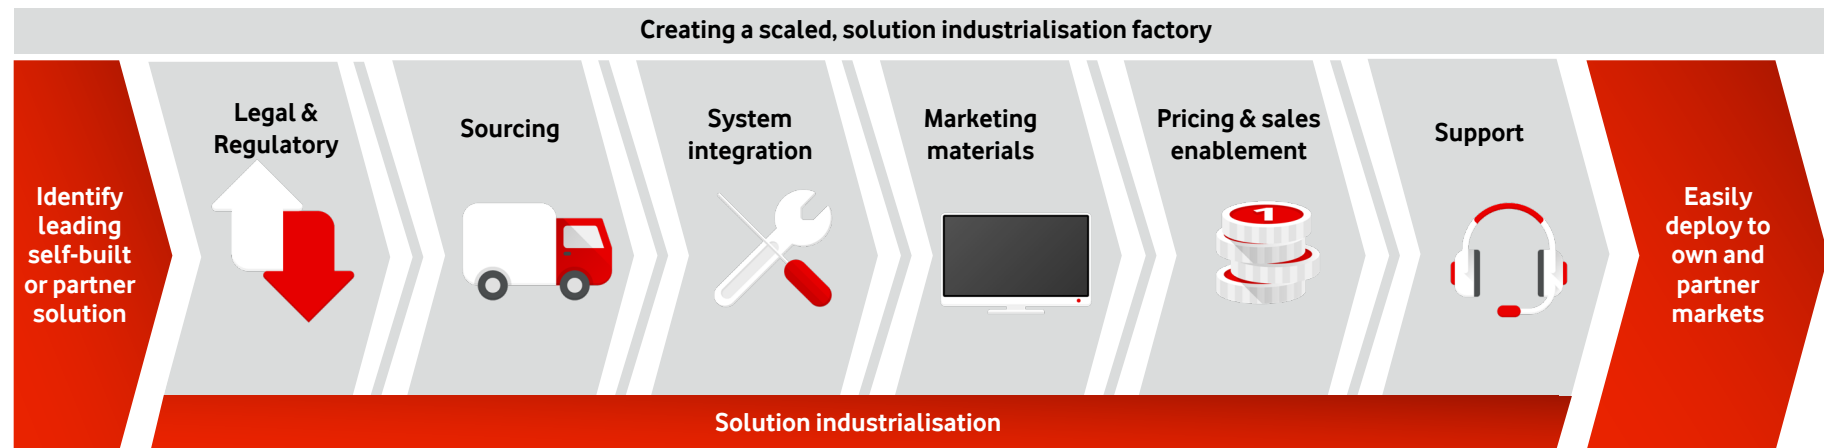 Creating a scaled, solution industrialisation factory
Identify
leading
self-built
or partner
solution
Legal &
Regulatory
Sourcing
System
integration
Marketing
materials
Pricing & sales
enablement
1
Support
Easily
deploy to
own and
partner
markets
Solution industrialisation